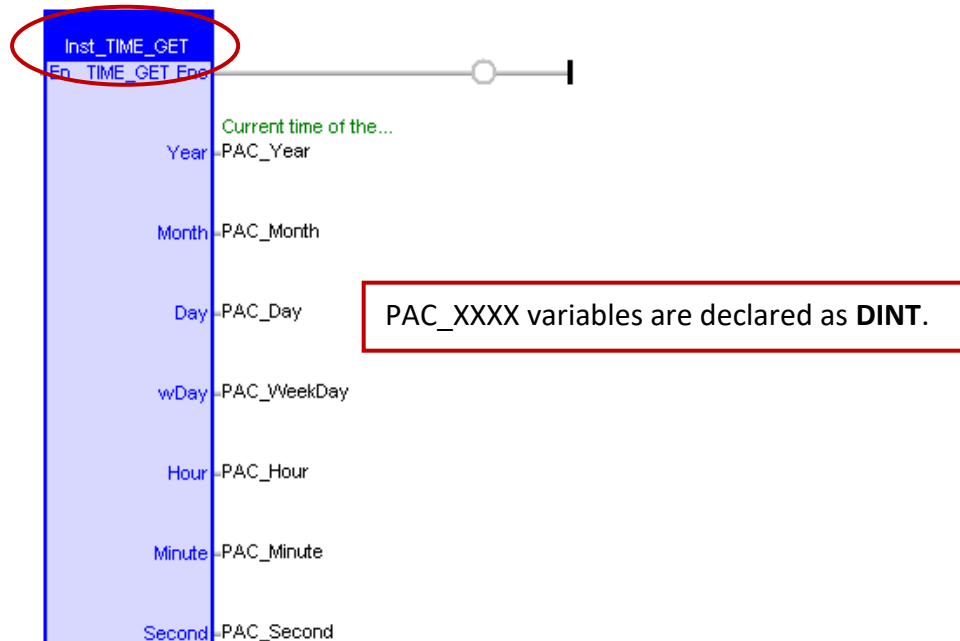 Inst_TIME_GET
En TIME_GET Eno
Current time of the...
Year PAC_Year
Month PAC_Month
Day PAC_Day
PAC_XXXX variables are declared as DINT.
wDay PAC_WeekDay
Hour PAC_Hour
Minute PAC_Minute
Second PAC_Second